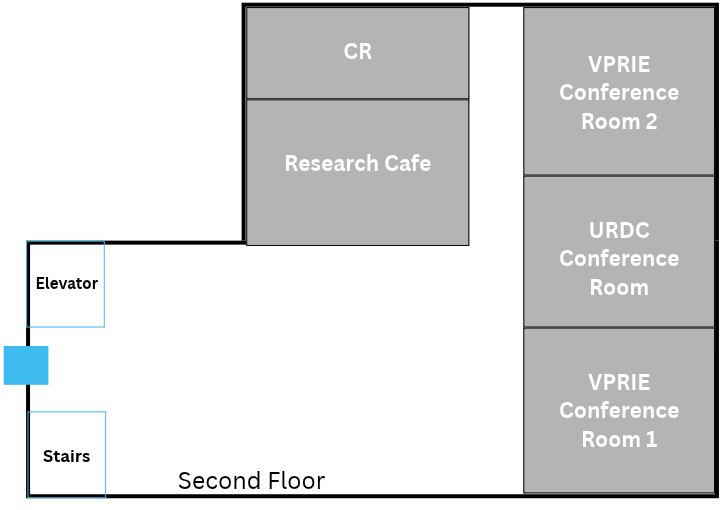 CR
Research Cafe
VPRIE
Conference
Room 2
URDC
Conference
Room
VPRIE
Conference
Room 1
Elevator
Stairs
Second Floor